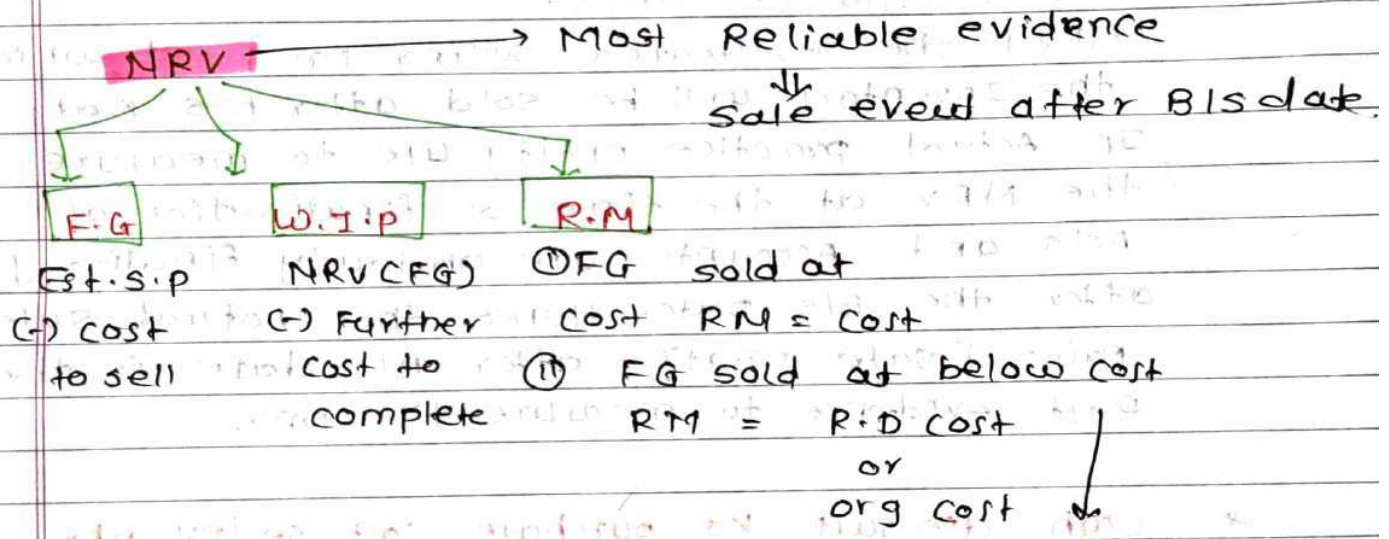 NRV → Most Reliable evidence
⇓
Sale eveut after B/S date.
F.G W.I.P R.M
Est. S.P NRV (FG) ① FG sold at
(-) cost (-) Further cost RM = cost
to sell cost to ⑪ FG sold at below cost
complete RM = R.D cost
or
org cost ↓